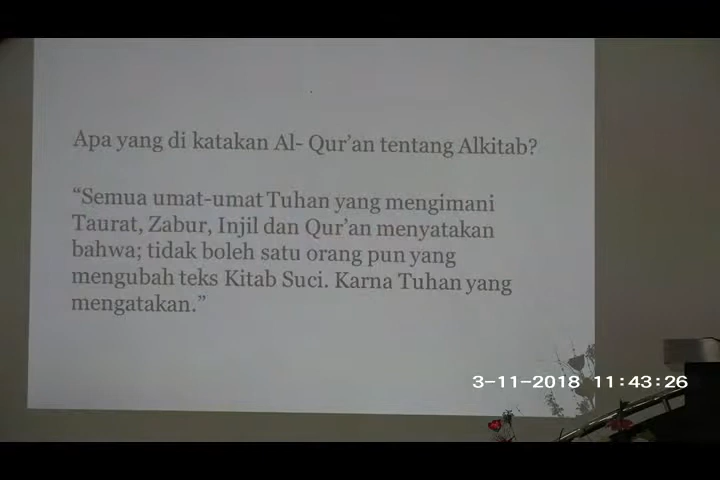 Apa yang di katakan Al- Qur'an tentang Alkitab?
“Semua umat-umat Tuhan yang mengimani
Taurat, Zabur, Injil dan Qur'an menyatakan
bahwa; tidak boleh satu orang pun yang
mengubah teks Kitab Suci. Karna Tuhan yang
mengatakan.”
3-11-2018 11:43:26